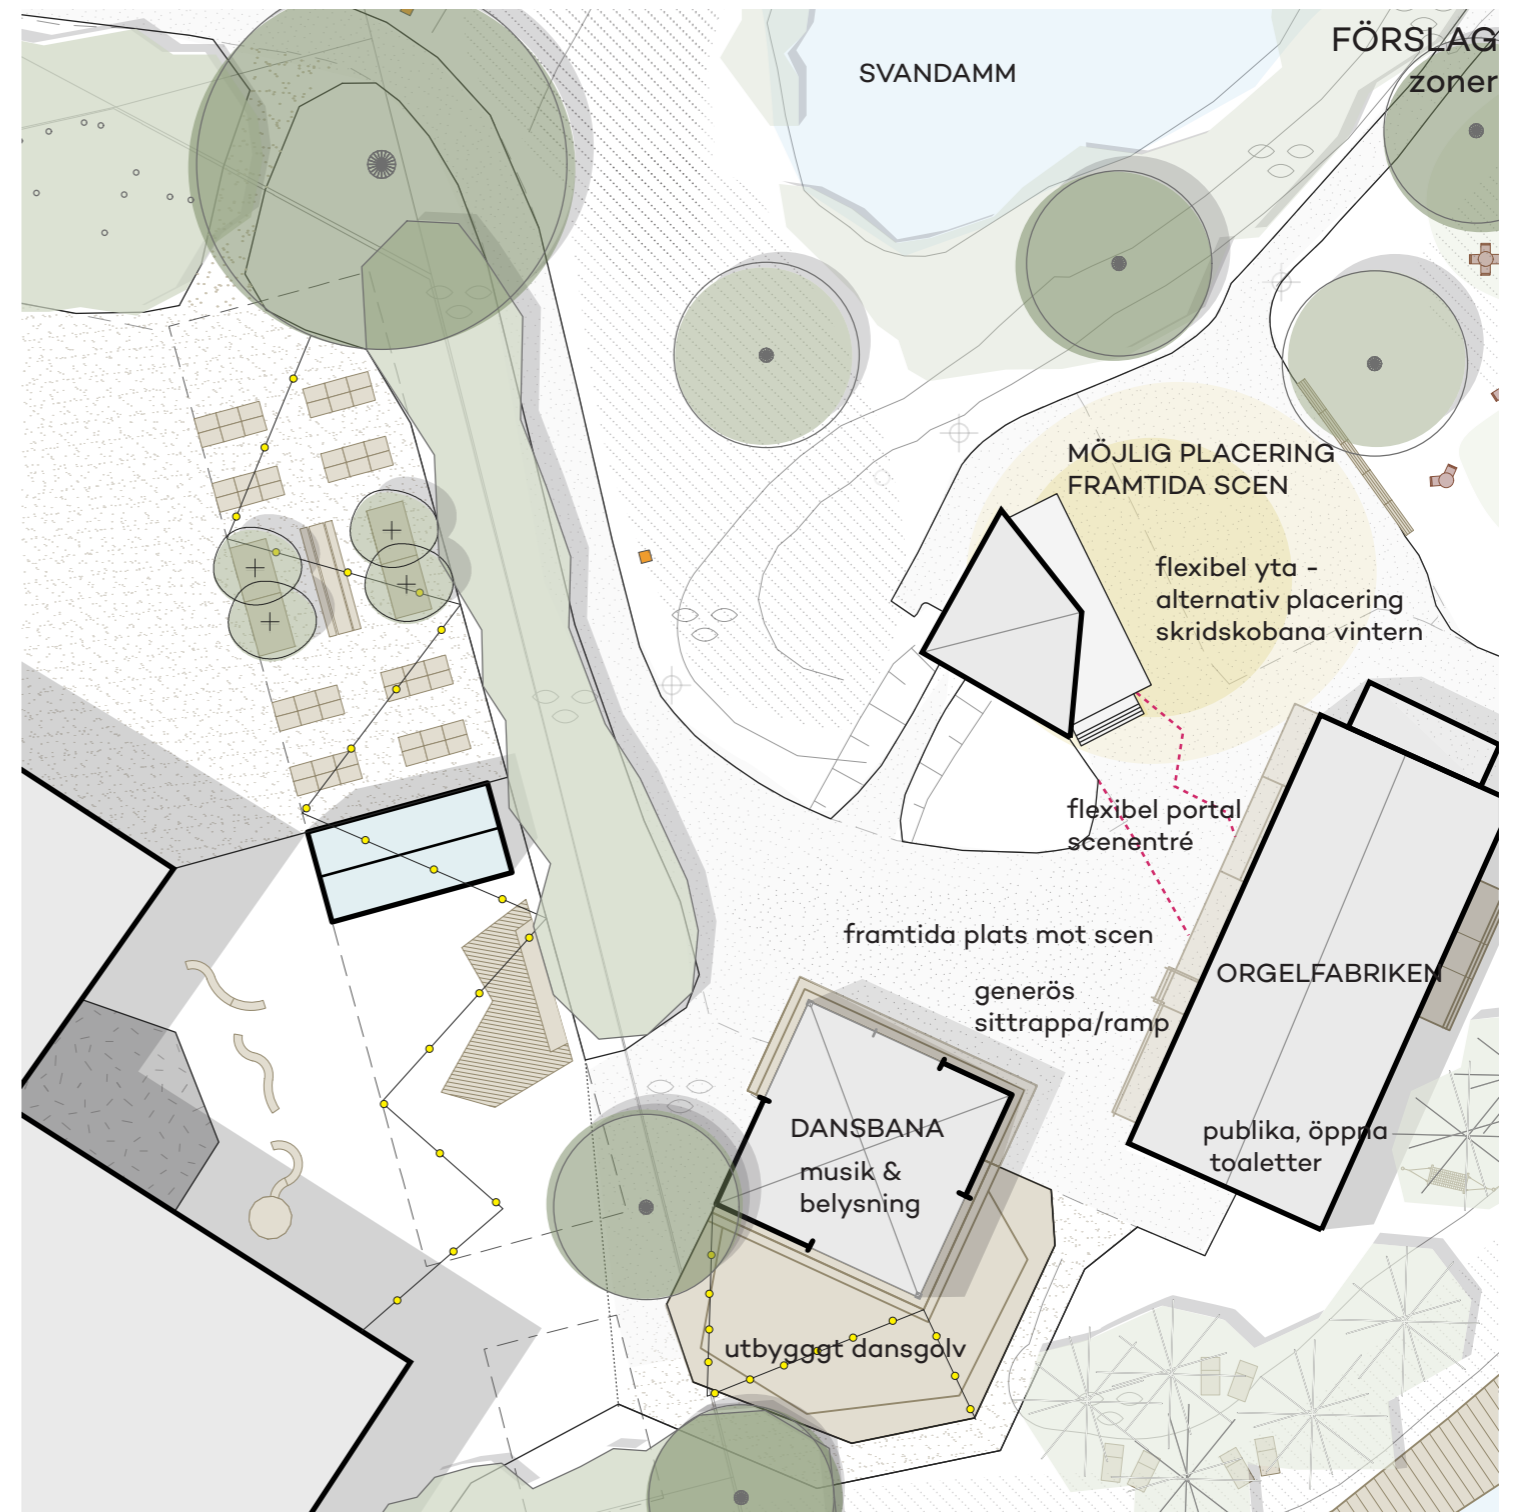 FÖRSLAG
zoner
SVANDAMM
MÖJLIG PLACERING
FRAMTIDA SCEN
flexibel yta -
alternativ placering
skridskobana vintern
flexibel portal
scenentré
framtida plats mot scen
generös
sittrappa/ramp
ORGELFABRIKEN
publika, öppna
toaletter
DANSBANA
musik &
belysning
utbygggt dansgolv